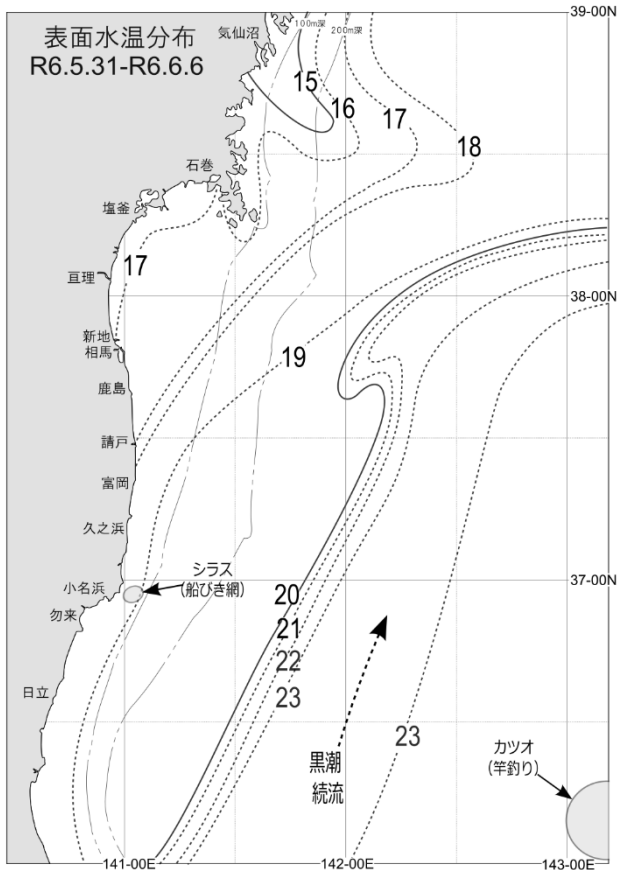 表面水温分布
R6.5.31-R6.6.6
気仙沼
100m深
200m深
39-00N
15
16
17
18
石巻
塩釜
17
亘理
38-00N
新地
相馬
19
鹿島
請戸
富岡
久之浜
シラス
(船びき網)
37-00N
小名浜
勿来
20
21
22
23
日立
23
黒潮
続流
カツオ
(竿釣り)
141-00E
142-00E
143-00E